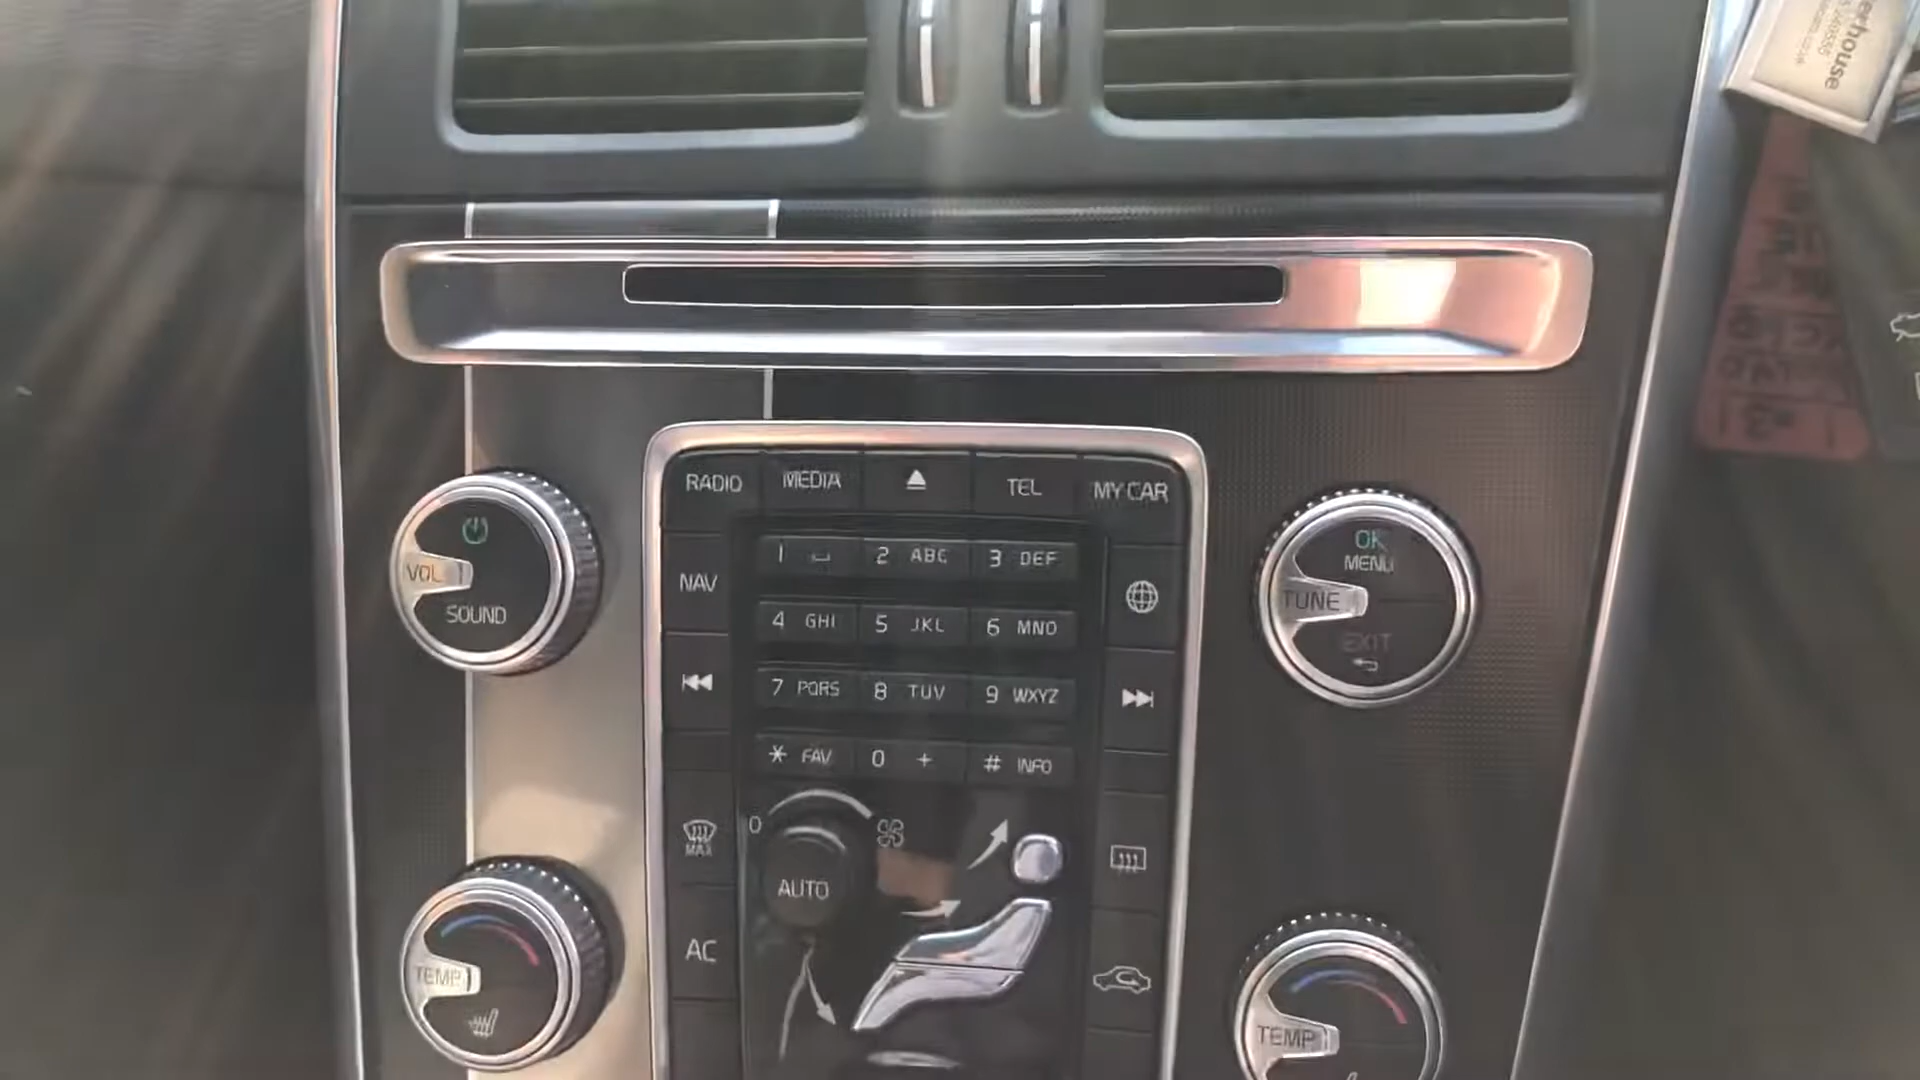 erhouse
RADIO MEDIA TEL MY CAR
1 2 ABC 3 DEF
NAV
4 GHI 5 JKL 6 MNO
7 PQRS 8 TUV 9 WXYZ
* FAV 0 + # INFO
VOL
SOUND
OK
MENU
TUNE
EXIT
MAX
0
AUTO
AC
TEMP
TEMP